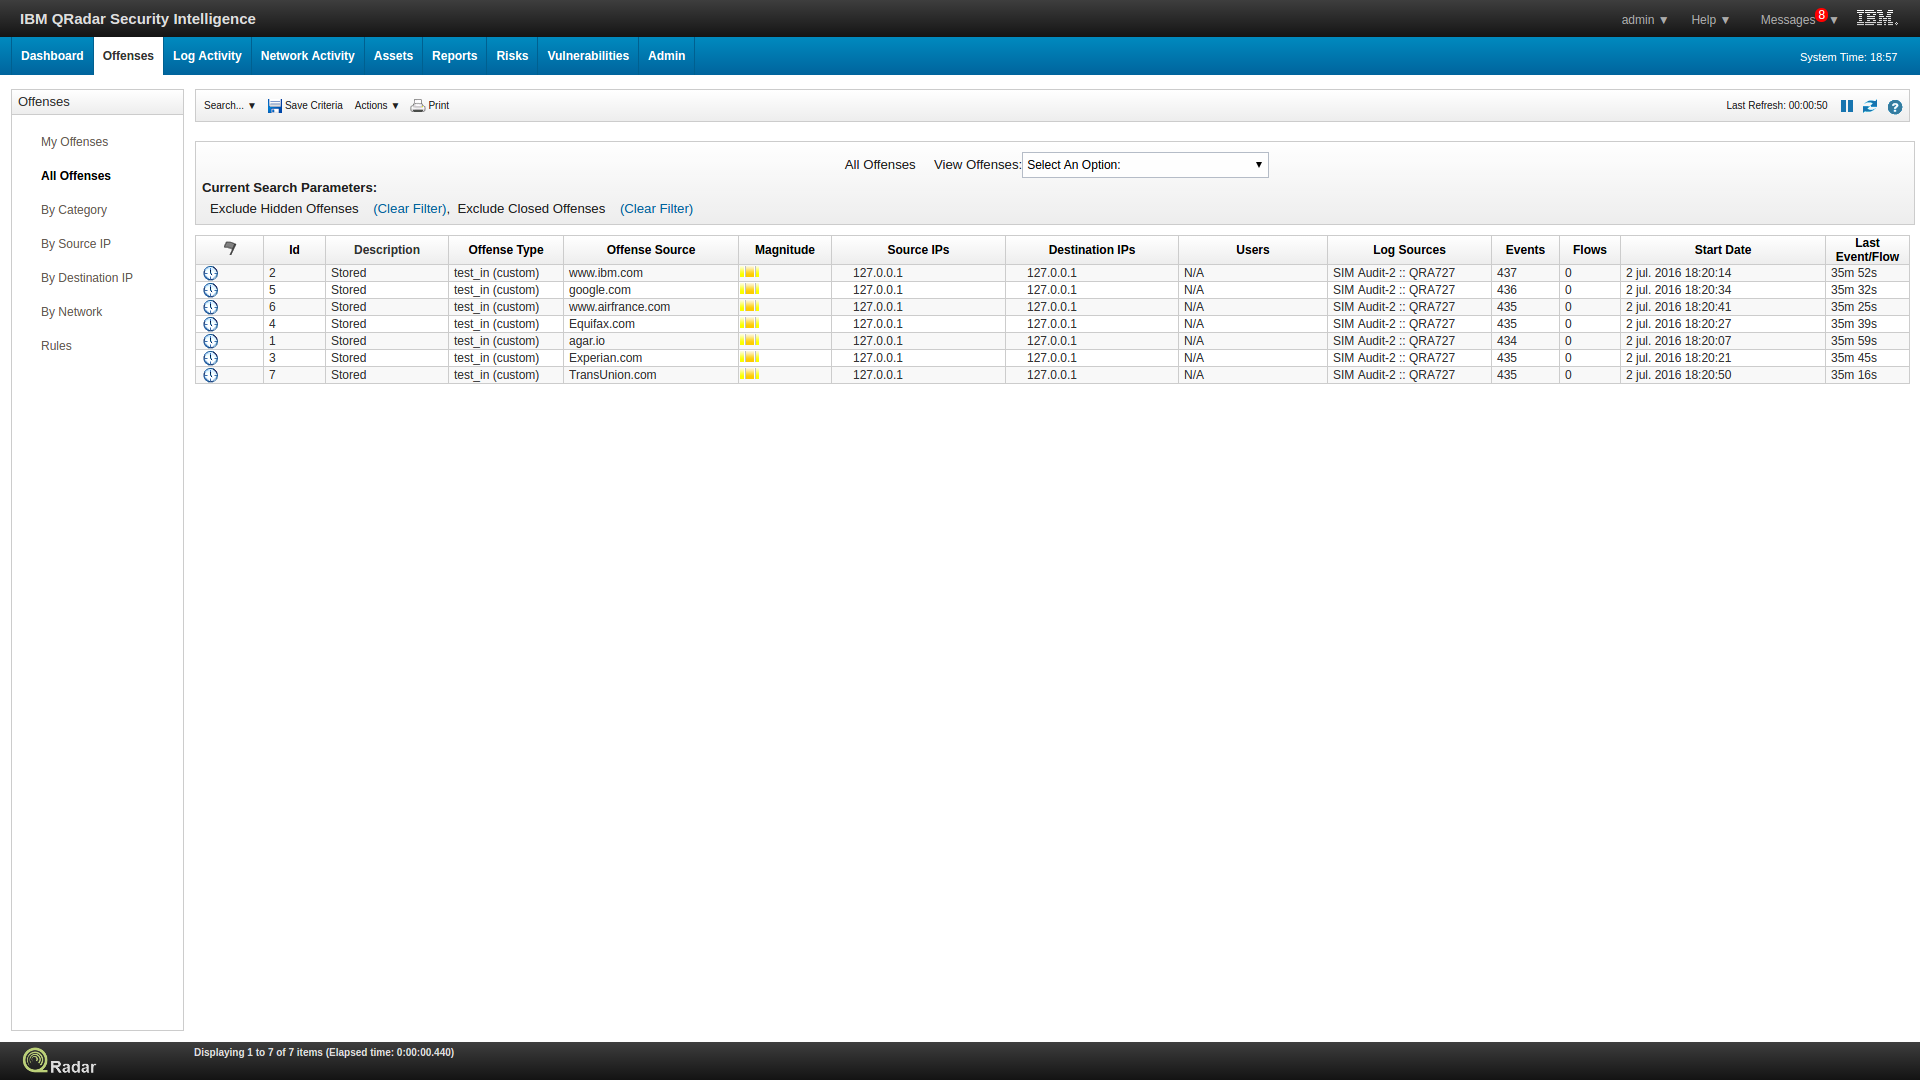 IBM QRadar Security Intelligence
admin ▼ Help ▼ Messages 8 ▼ IBM.
Dashboard Offenses Log Activity Network Activity Assets Reports Risks Vulnerabilities Admin
System Time: 18:57
Offenses
My Offenses
All Offenses
By Category
By Source IP
By Destination IP
By Network
Rules
Search... ▼ Save Criteria Actions ▼ Print
Last Refresh: 00:00:50
All Offenses View Offenses: Select An Option: ▼
Current Search Parameters:
Exclude Hidden Offenses (Clear Filter), Exclude Closed Offenses (Clear Filter)
Id Description Offense Type Offense Source Magnitude Source IPs Destination IPs Users Log Sources Events Flows Start Date Last Event/Flow
2 Stored test_in (custom) www.ibm.com 127.0.0.1 127.0.0.1 N/A SIM Audit-2 :: QRA727 437 0 2 jul. 2016 18:20:14 35m 52s
5 Stored test_in (custom) google.com 127.0.0.1 127.0.0.1 N/A SIM Audit-2 :: QRA727 436 0 2 jul. 2016 18:20:34 35m 32s
6 Stored test_in (custom) www.airfrance.com 127.0.0.1 127.0.0.1 N/A SIM Audit-2 :: QRA727 435 0 2 jul. 2016 18:20:41 35m 25s
4 Stored test_in (custom) Equifax.com 127.0.0.1 127.0.0.1 N/A SIM Audit-2 :: QRA727 435 0 2 jul. 2016 18:20:27 35m 39s
1 Stored test_in (custom) agar.io 127.0.0.1 127.0.0.1 N/A SIM Audit-2 :: QRA727 434 0 2 jul. 2016 18:20:07 35m 59s
3 Stored test_in (custom) Experian.com 127.0.0.1 127.0.0.1 N/A SIM Audit-2 :: QRA727 435 0 2 jul. 2016 18:20:21 35m 45s
7 Stored test_in (custom) TransUnion.com 127.0.0.1 127.0.0.1 N/A SIM Audit-2 :: QRA727 435 0 2 jul. 2016 18:20:50 35m 16s
QRadar
Displaying 1 to 7 of 7 items (Elapsed time: 0:00:00.440)